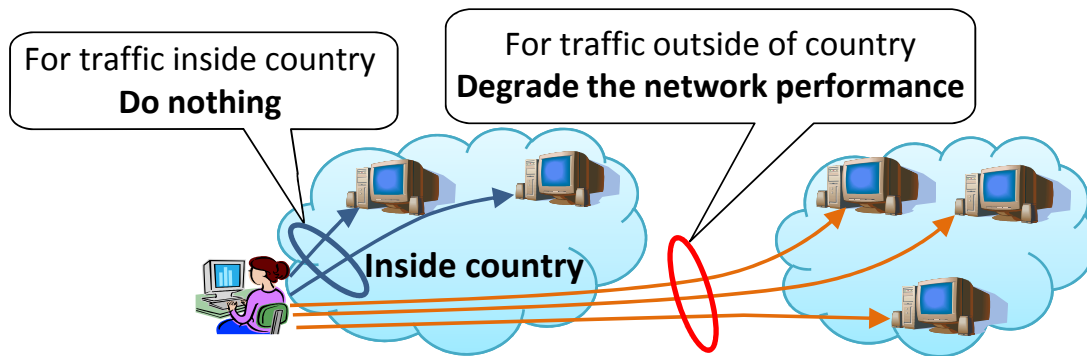 For traffic inside country
Do nothing
For traffic outside of country
Degrade the network performance
Inside country